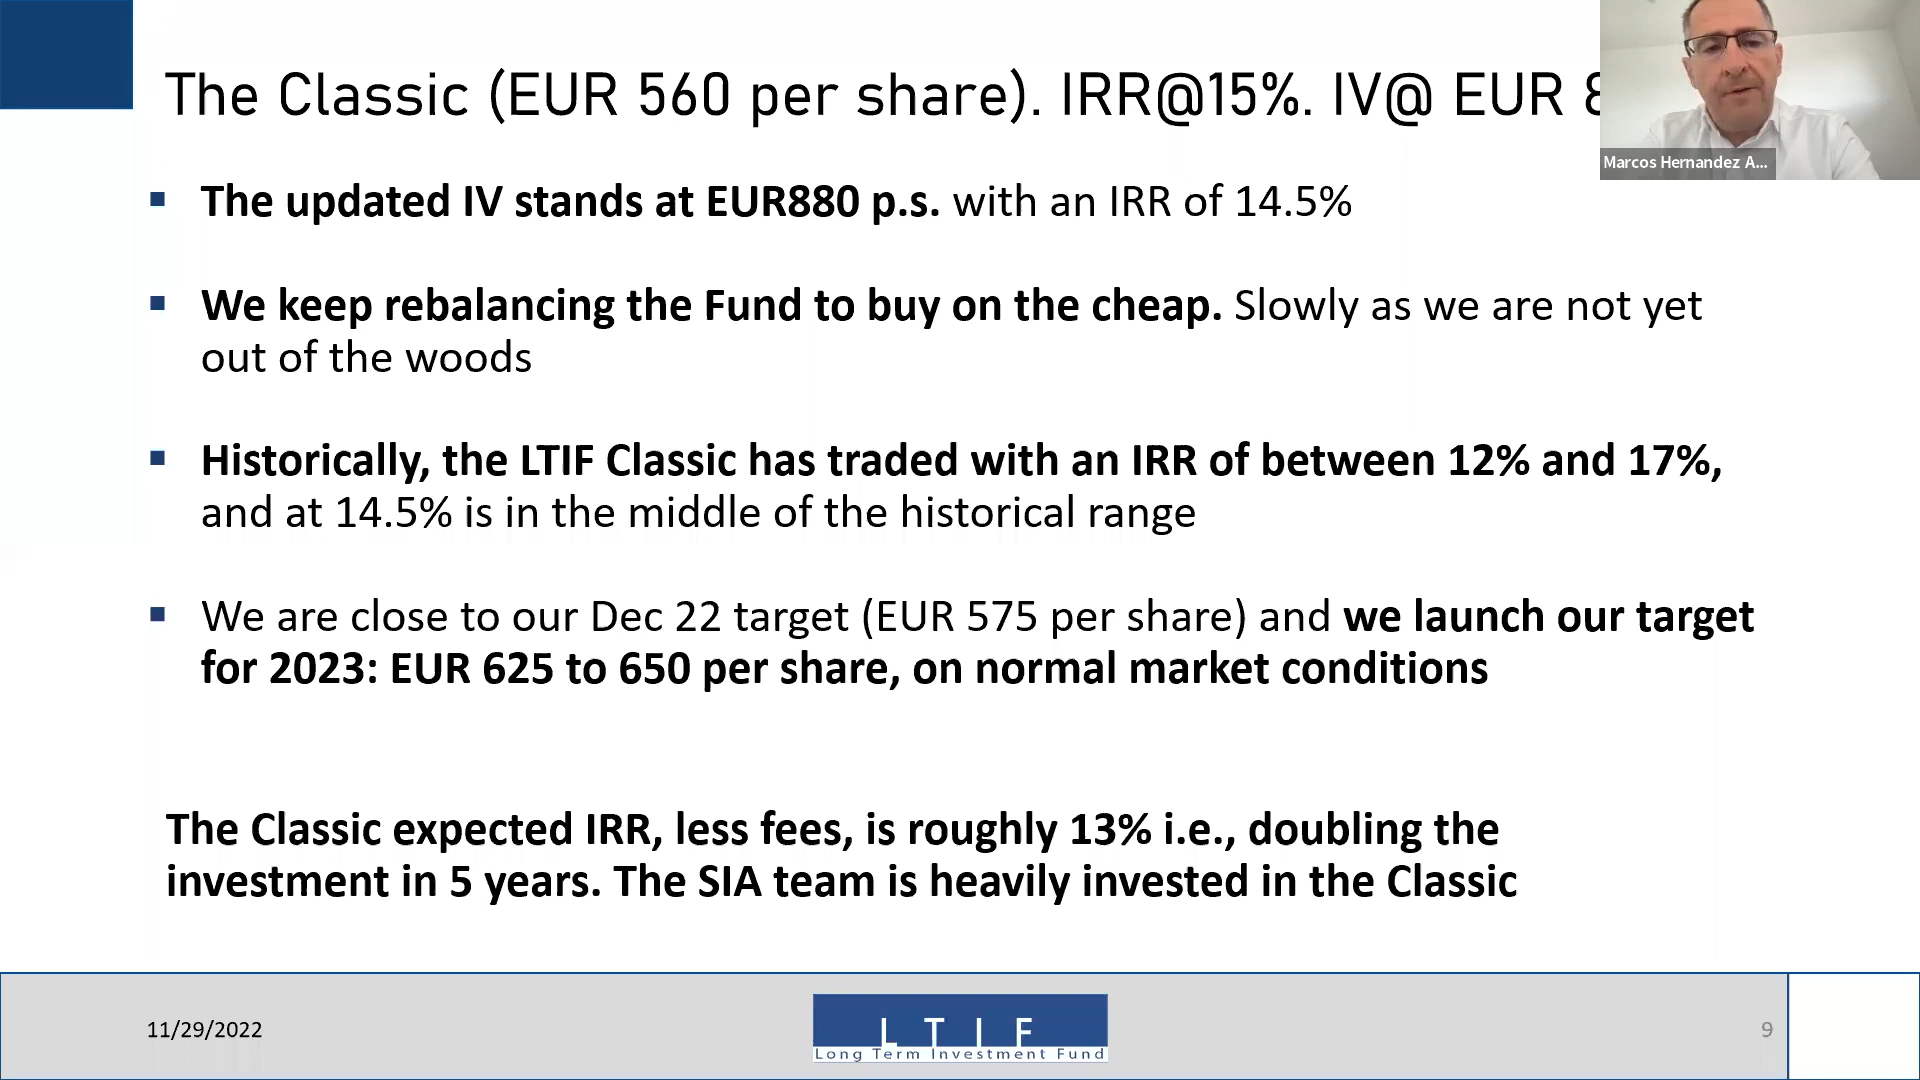 The Classic (EUR 560 per share). IRR@15%. IV@ EUR
Marcos Hernandez A...
▪ The updated IV stands at EUR880 p.s. with an IRR of 14.5%
▪ We keep rebalancing the Fund to buy on the cheap. Slowly as we are not yet
out of the woods
▪ Historically, the LTIF Classic has traded with an IRR of between 12% and 17%,
and at 14.5% is in the middle of the historical range
▪ We are close to our Dec 22 target (EUR 575 per share) and we launch our target
for 2023: EUR 625 to 650 per share, on normal market conditions
The Classic expected IRR, less fees, is roughly 13% i.e., doubling the
investment in 5 years. The SIA team is heavily invested in the Classic
11/29/2022
L T I F
Long Term Investment Fund
9